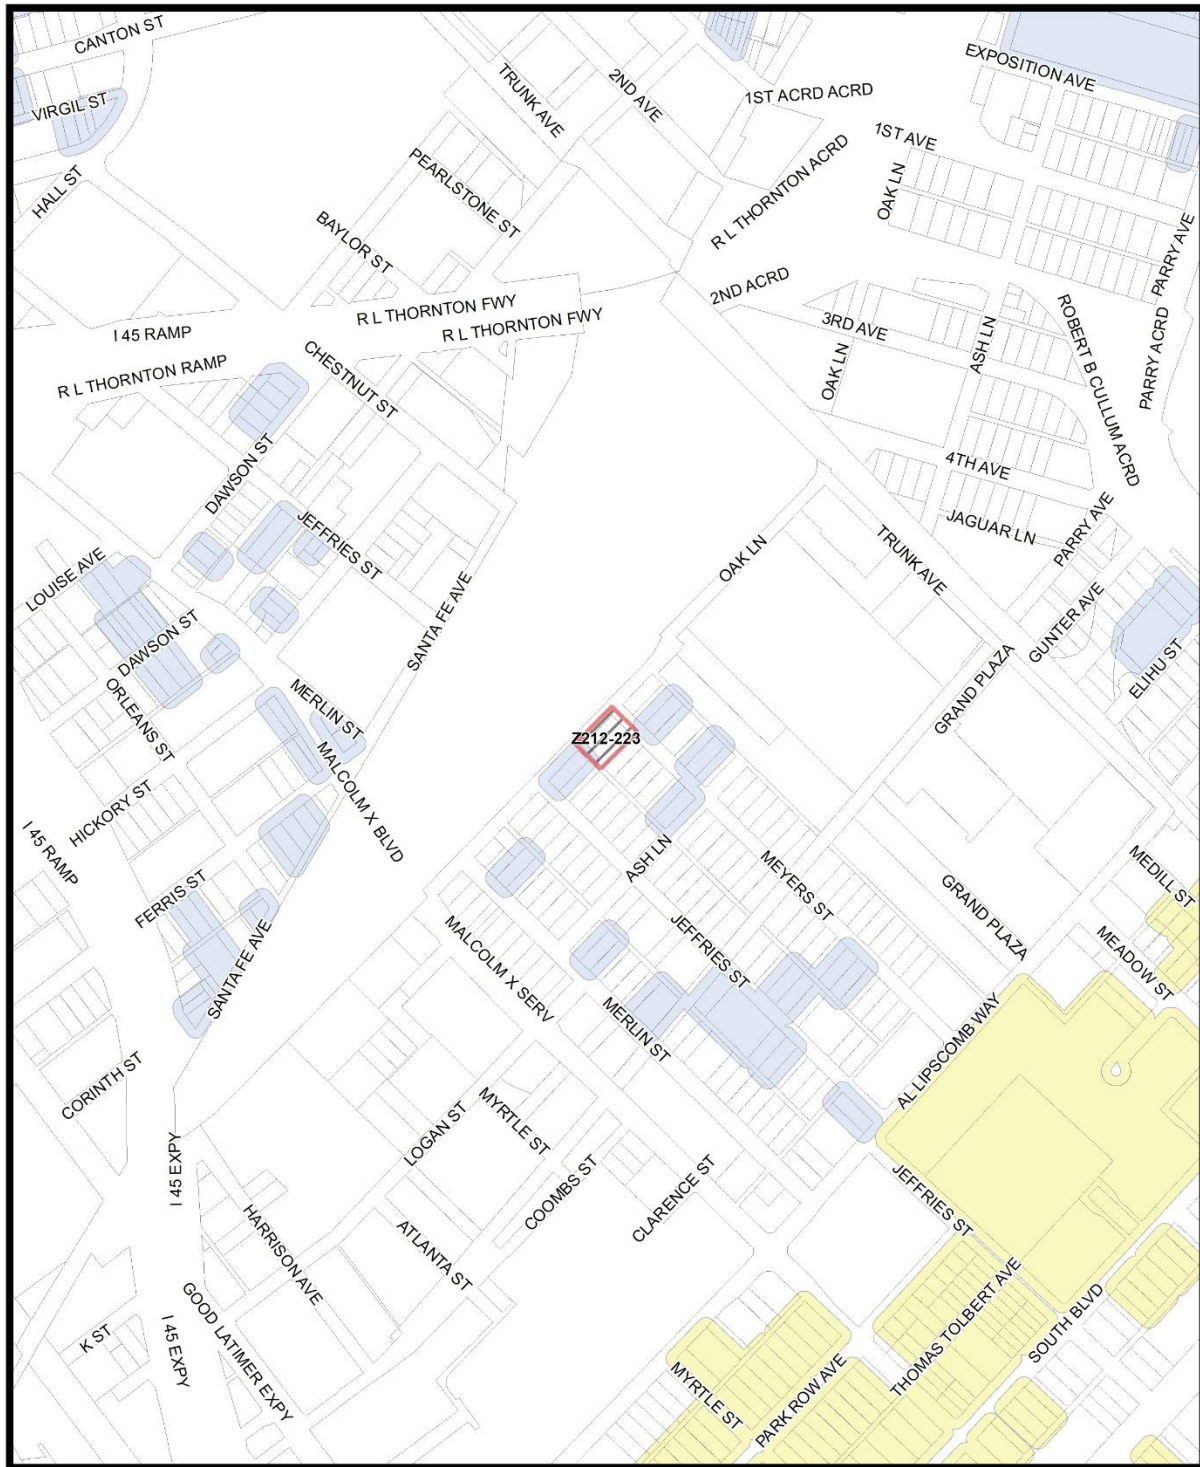 CANTON ST
VIRGIL ST
HALL ST
TRUNK AVE
2ND AVE
1ST ACRD ACRD
EXPOSITION AVE
1ST AVE
OAK LN
PEARLSTONE ST
BAYLOR ST
R L THORNTON ACRD
PARRY AVE
2ND ACRD
R L THORNTON FWY
R L THORNTON FWY
I 45 RAMP
R L THORNTON RAMP
CHESTNUT ST
3RD AVE
OAK LN
ASH LN
ROBERT B CULLUM ACRD
PARRY ACRD
DAWSON ST
JEFFRIES ST
4TH AVE
JAGUAR LN
PARRY AVE
LOUISE AVE
SANTA FE AVE
OAK LN
TRUNK AVE
GUNTER AVE
DAWSON ST
ORLEANS ST
MERLIN ST
GRAND PLAZA
ELIHU ST
Z212-223
MALCOLM X BLVD
HICKORY ST
I 45 RAMP
FERRIS ST
SANTA FE AVE
ASH LN
MEYERS ST
MEDILL ST
GRAND PLAZA
MEADOW ST
JEFFRIES ST
MALCOLM X SERV
MERLIN ST
AL LIPSCOMB WAY
CORINTH ST
LOGAN ST
MYRTLE ST
I 45 EXPY
COOMBS ST
CLARENCE ST
JEFFRIES ST
HARRISON AVE
ATLANTA ST
K ST
I 45 EXPY
GOOD LATIMER EXPY
THOMAS TOLBERT AVE
SOUTH BLVD
MYRTLE ST
PARK ROW AVE